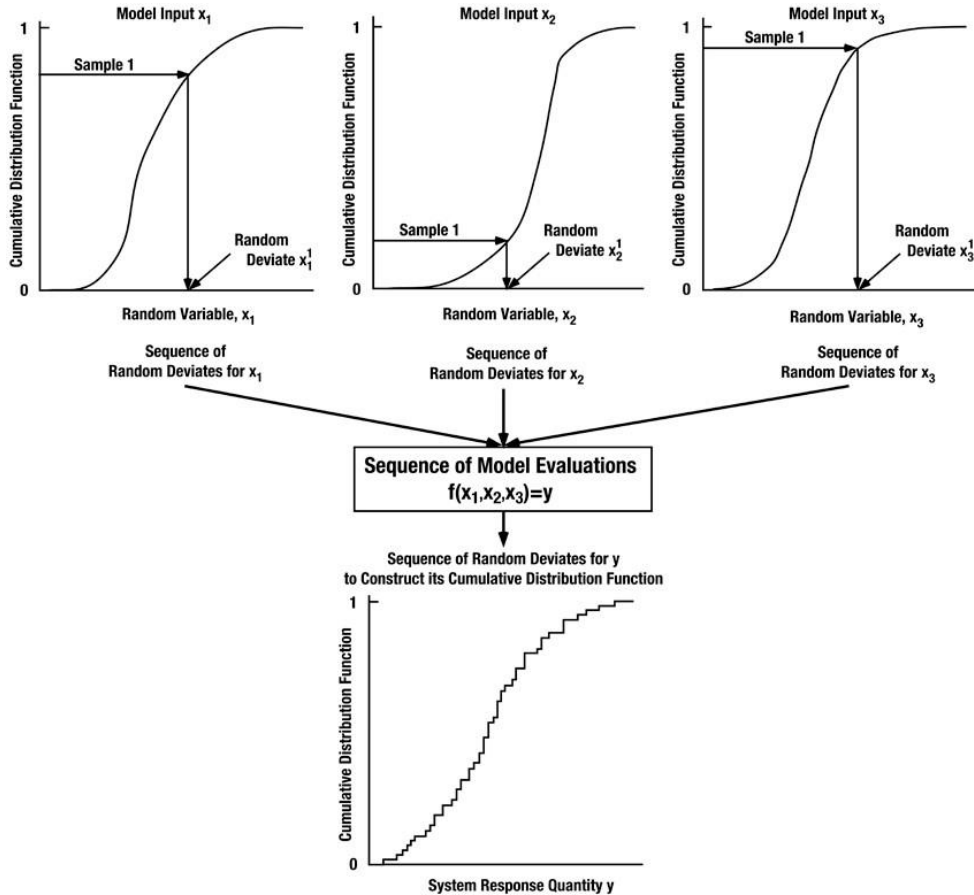 Model Input x₁
Cumulative Distribution Function
1
0
Sample 1
Random
Deviate x₁¹
Random Variable, x₁
Model Input x₂
Cumulative Distribution Function
1
0
Sample 1
Random
Deviate x₂¹
Random Variable, x₂
Model Input x₃
Cumulative Distribution Function
1
0
Sample 1
Random
Deviate x₃¹
Random Variable, x₃
Sequence of
Random Deviates for x₁
Sequence of
Random Deviates for x₂
Sequence of
Random Deviates for x₃
Sequence of Model Evaluations
f(x₁,x₂,x₃)=y
Sequence of Random Deviates for y
to Construct its Cumulative Distribution Function
Cumulative Distribution Function
1
0
System Response Quantity y